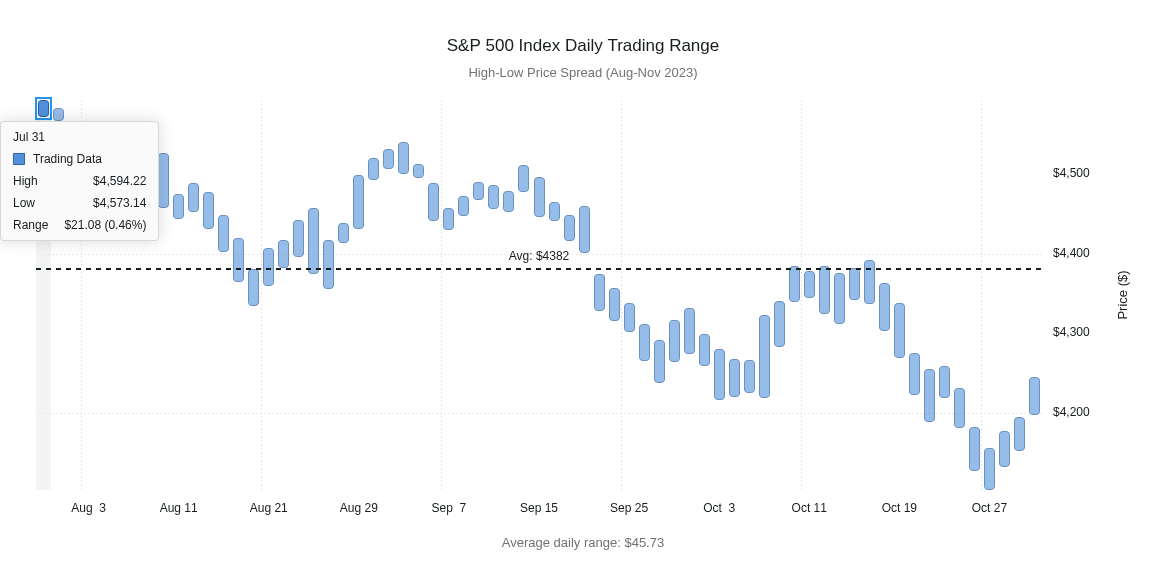 S&P 500 Index Daily Trading Range
High-Low Price Spread (Aug-Nov 2023)
Jul 31
Trading Data
High $4,594.22
Low $4,573.14
Range $21.08 (0.46%)
Avg: $4382
$4,500
$4,400
$4,300
$4,200
Price ($)
Aug 3 Aug 11 Aug 21 Aug 29 Sep 7 Sep 15 Sep 25 Oct 3 Oct 11 Oct 19 Oct 27
Average daily range: $45.73